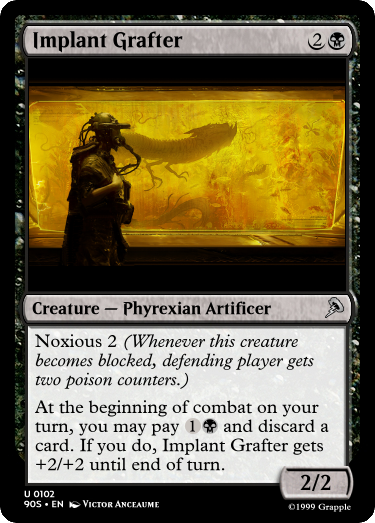 Implant Grafter 2
Creature — Phyrexian Artificer
Noxious 2 (Whenever this creature
becomes blocked, defending player gets
two poison counters.)
At the beginning of combat on your
turn, you may pay 1 and discard a
card. If you do, Implant Grafter gets
+2/+2 until end of turn.
2/2
U 0102
90S • EN Victor Anceaume
©1999 Grapple